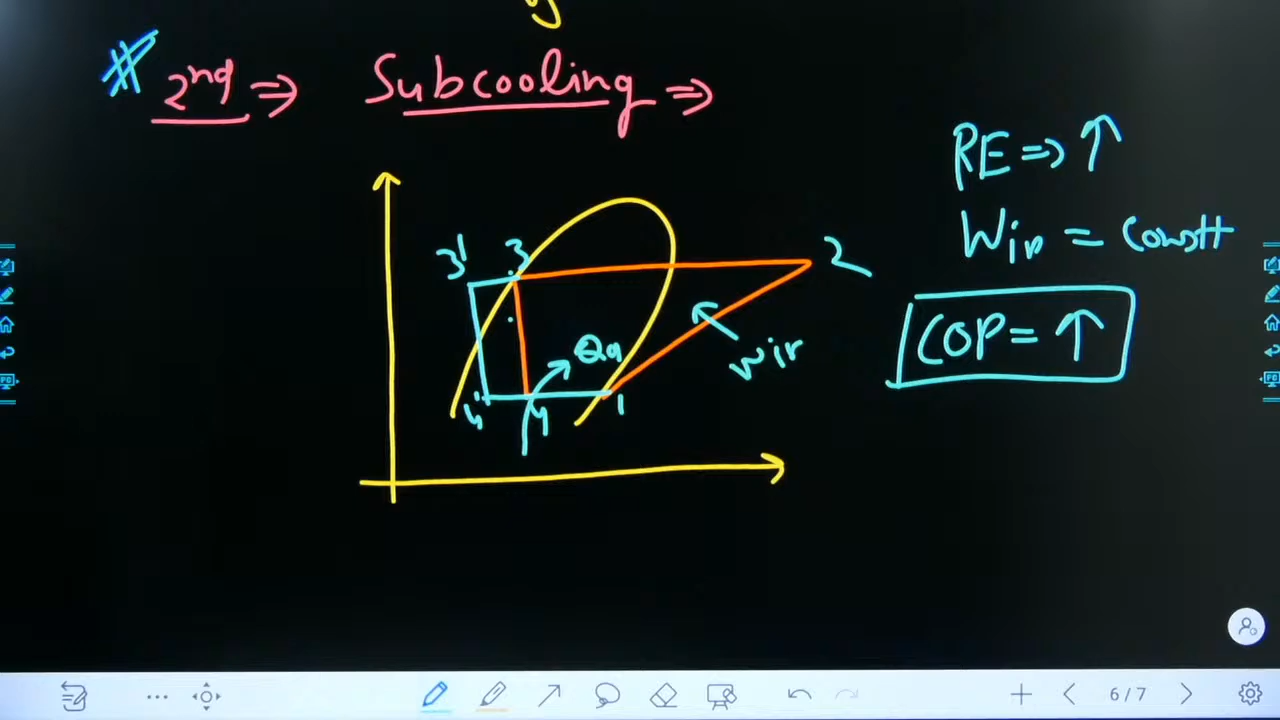 # 2nd ⇒ Subcooling ⇒
RE ⇒ ↑
Win = Constt
COP = ↑
3' 3 2
Qa
Win
4' 4 1
6 / 7